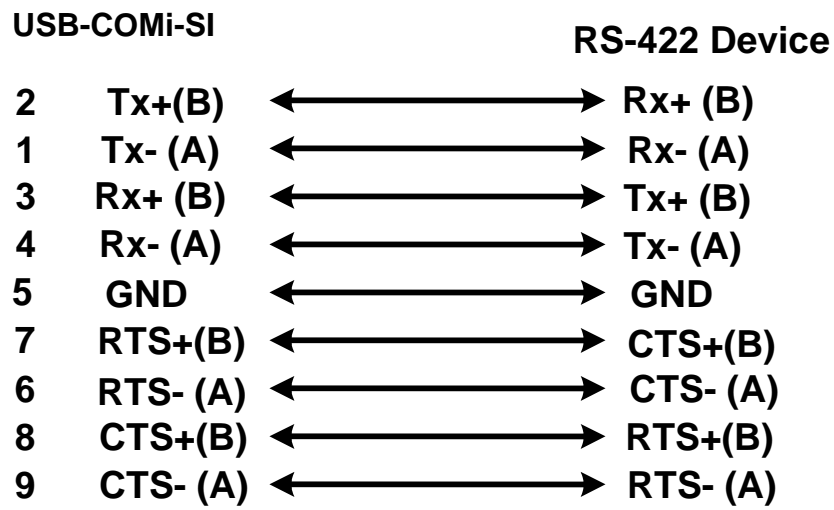 USB-COMi-SI RS-422 Device
2 Tx+(B) Rx+ (B)
1 Tx- (A) Rx- (A)
3 Rx+ (B) Tx+ (B)
4 Rx- (A) Tx- (A)
5 GND GND
7 RTS+(B) CTS+(B)
6 RTS- (A) CTS- (A)
8 CTS+(B) RTS+(B)
9 CTS- (A) RTS- (A)